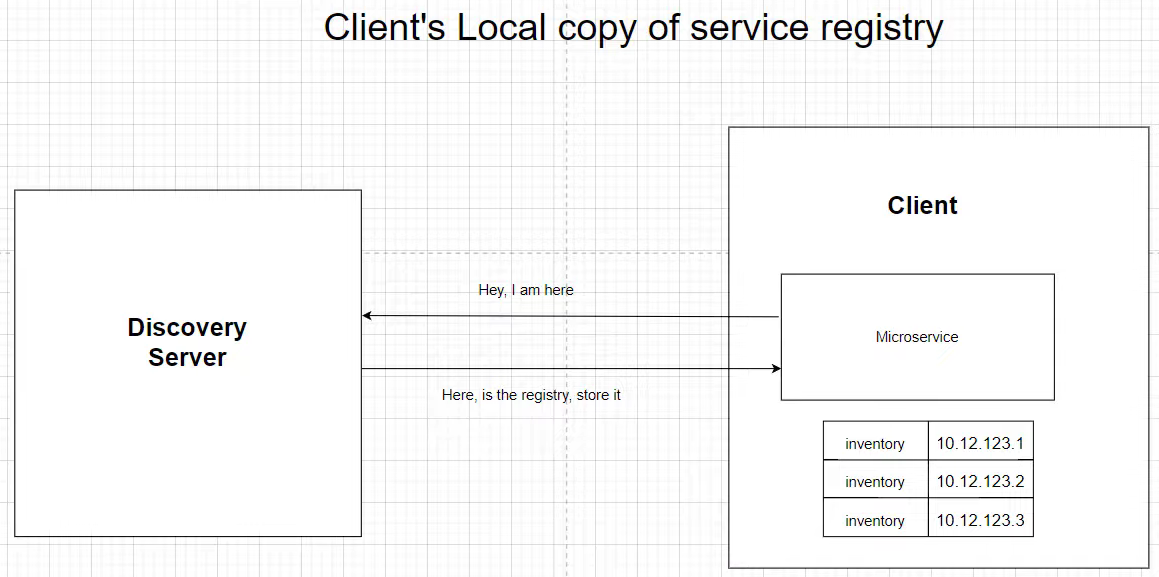 Client's Local copy of service registry
Client
Hey, I am here
Discovery
Server
Microservice
Here, is the registry, store it
inventory 10.12.123.1
inventory 10.12.123.2
inventory 10.12.123.3